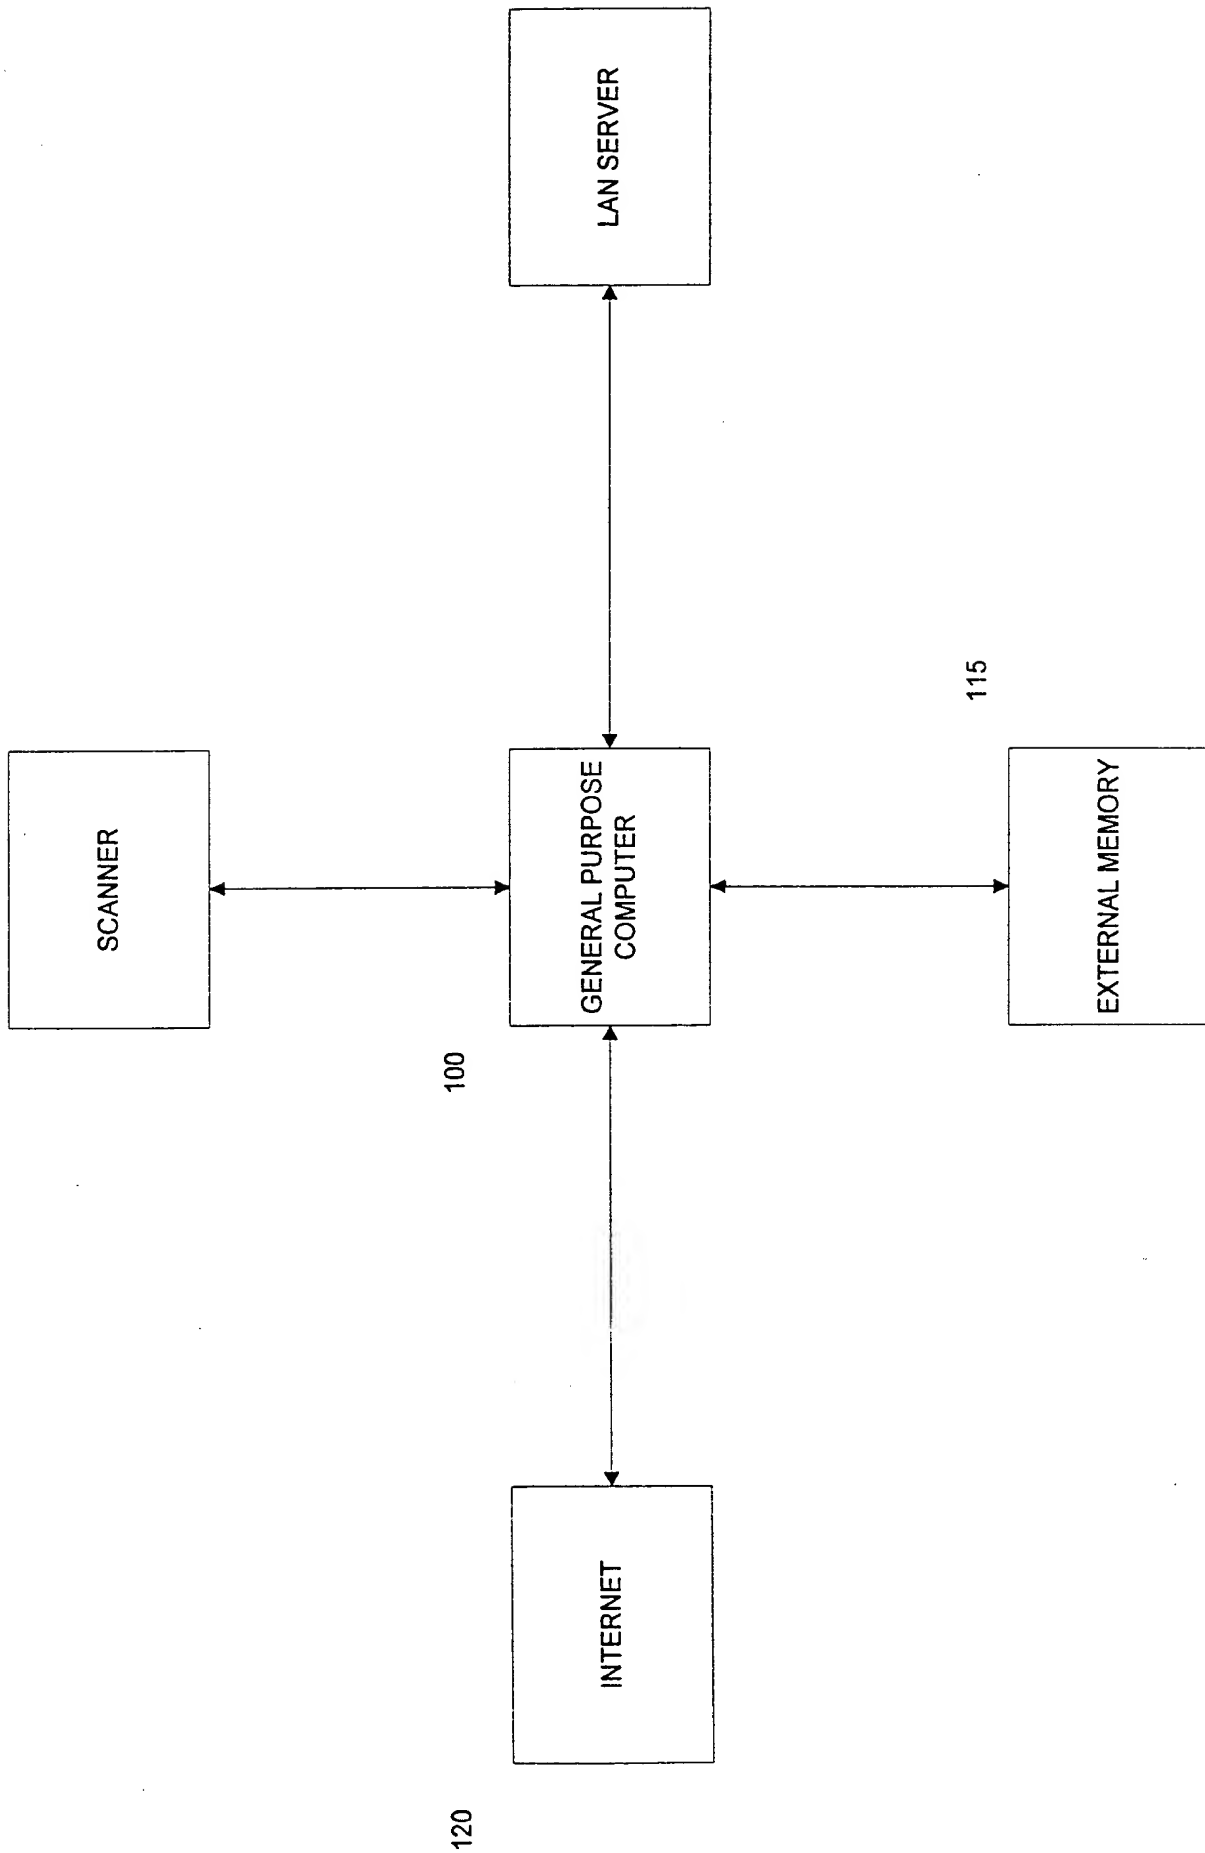 SCANNER
120
100
INTERNET
GENERAL PURPOSE
COMPUTER
LAN SERVER
115
EXTERNAL MEMORY